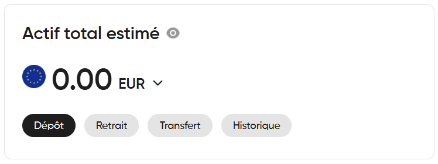 Actif total estimé
0.00 EUR
Dépôt Retrait Transfert Historique